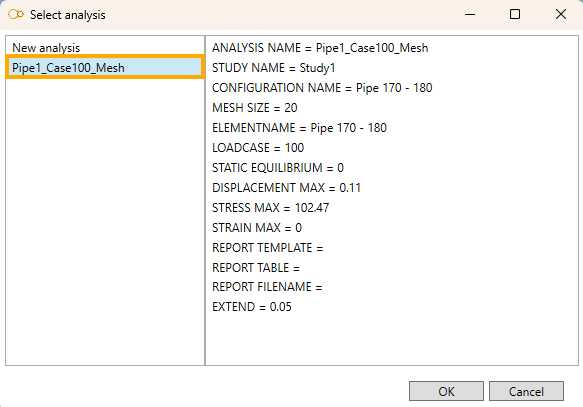 Select analysis
New analysis
Pipe1_Case100_Mesh
ANALYSIS NAME = Pipe1_Case100_Mesh
STUDY NAME = Study1
CONFIGURATION NAME = Pipe 170 - 180
MESH SIZE = 20
ELEMENTNAME = Pipe 170 - 180
LOADCASE = 100
STATIC EQUILIBRIUM = 0
DISPLACEMENT MAX = 0.11
STRESS MAX = 102.47
STRAIN MAX = 0
REPORT TEMPLATE =
REPORT TABLE =
REPORT FILENAME =
EXTEND = 0.05
OK
Cancel